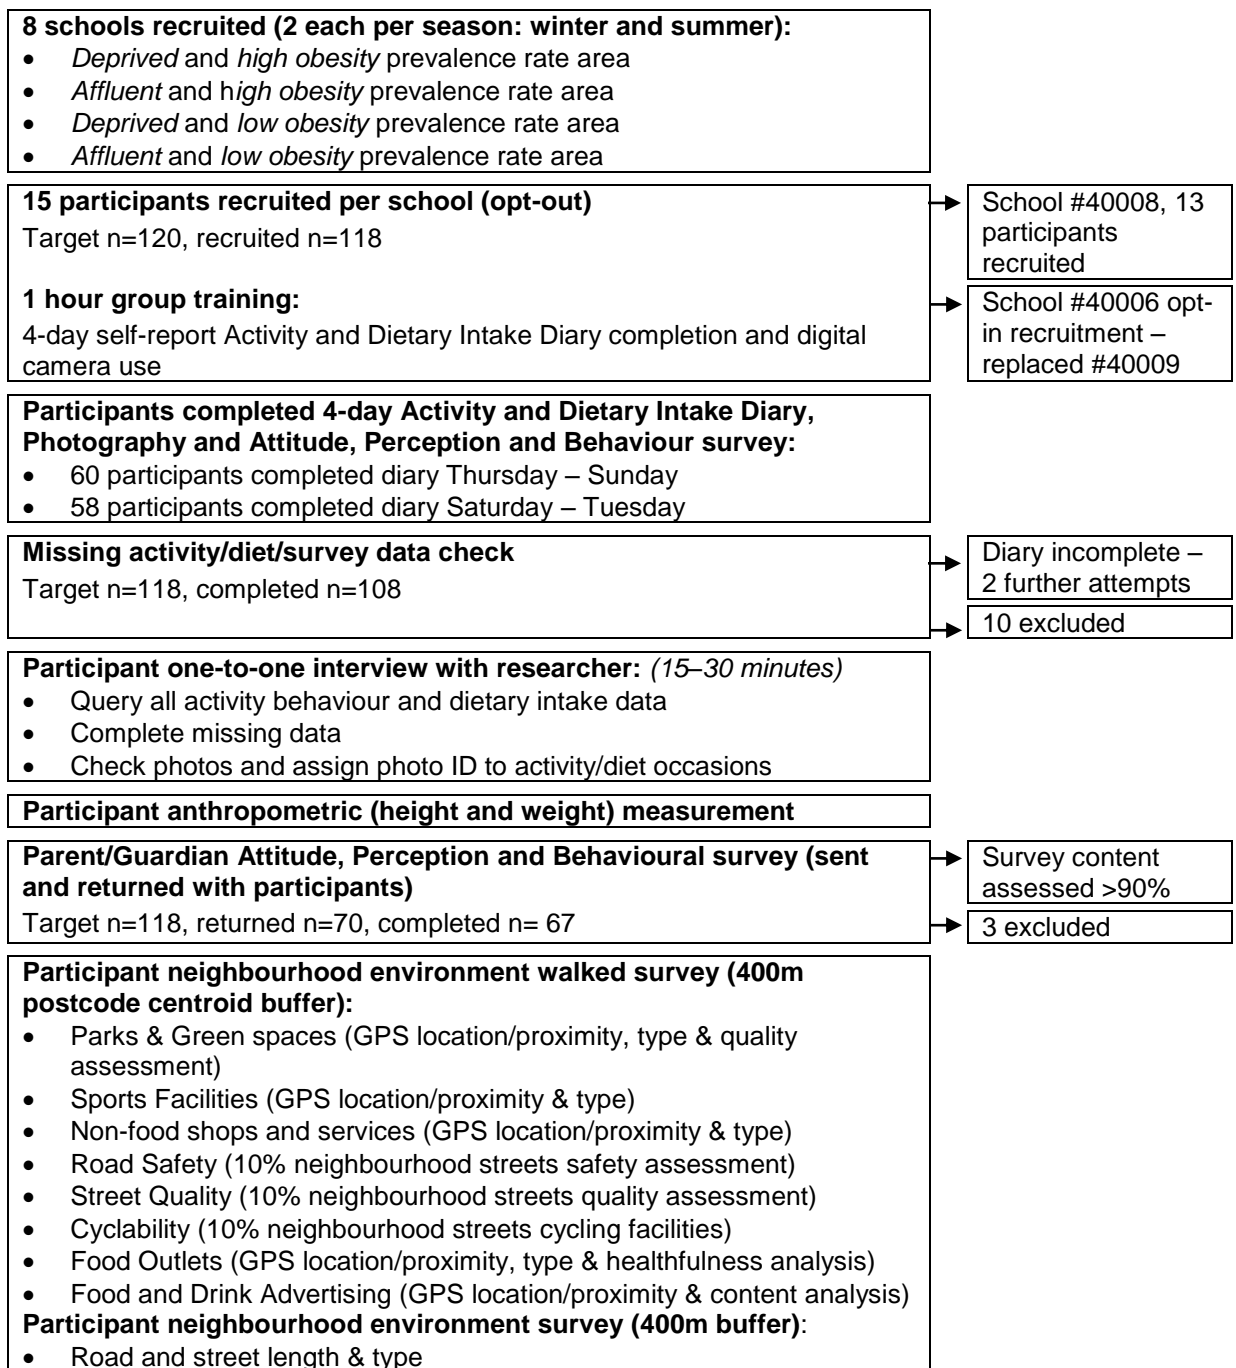 8 schools recruited (2 each per season: winter and summer):
• Deprived and high obesity prevalence rate area
• Affluent and high obesity prevalence rate area
• Deprived and low obesity prevalence rate area
• Affluent and low obesity prevalence rate area
15 participants recruited per school (opt-out)
Target n=120, recruited n=118
1 hour group training:
4-day self-report Activity and Dietary Intake Diary completion and digital
camera use
School #40008, 13
participants
recruited
School #40006 opt-
in recruitment –
replaced #40009
Participants completed 4-day Activity and Dietary Intake Diary,
Photography and Attitude, Perception and Behaviour survey:
• 60 participants completed diary Thursday – Sunday
• 58 participants completed diary Saturday – Tuesday
Missing activity/diet/survey data check
Target n=118, completed n=108
Diary incomplete –
2 further attempts
10 excluded
Participant one-to-one interview with researcher: (15–30 minutes)
• Query all activity behaviour and dietary intake data
• Complete missing data
• Check photos and assign photo ID to activity/diet occasions
Participant anthropometric (height and weight) measurement
Parent/Guardian Attitude, Perception and Behavioural survey (sent
and returned with participants)
Target n=118, returned n=70, completed n= 67
Survey content
assessed >90%
3 excluded
Participant neighbourhood environment walked survey (400m
postcode centroid buffer):
• Parks & Green spaces (GPS location/proximity, type & quality
assessment)
• Sports Facilities (GPS location/proximity & type)
• Non-food shops and services (GPS location/proximity & type)
• Road Safety (10% neighbourhood streets safety assessment)
• Street Quality (10% neighbourhood streets quality assessment)
• Cyclability (10% neighbourhood streets cycling facilities)
• Food Outlets (GPS location/proximity, type & healthfulness analysis)
• Food and Drink Advertising (GPS location/proximity & content analysis)
Participant neighbourhood environment survey (400m buffer):
• Road and street length & type